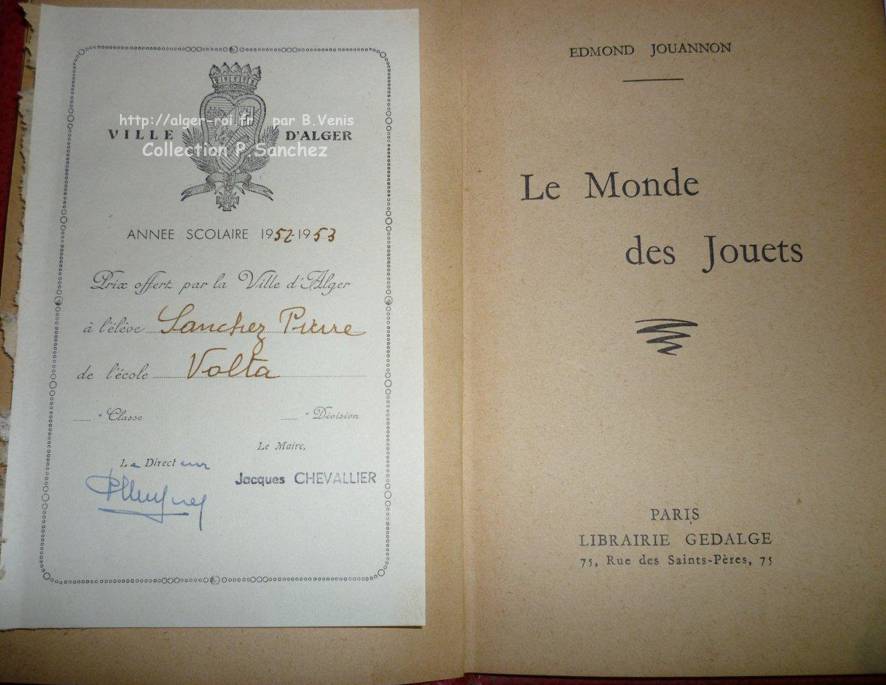 http://alger-roi.fr par B.Venis
VILLE D'ALGER
Collection P.Sanchez
ANNEE SCOLAIRE 1952-1953
Prix offert par la Ville d'Alger
à l'élève Sanchez Pierre
de l'école Volta
e Classe e Division
Le Maire,
Le Directeur
Jacques CHEVALLIER
EDMOND JOUANNON
Le Monde
des Jouets
PARIS
LIBRAIRIE GEDALGE
75, Rue des Saints-Pères, 75